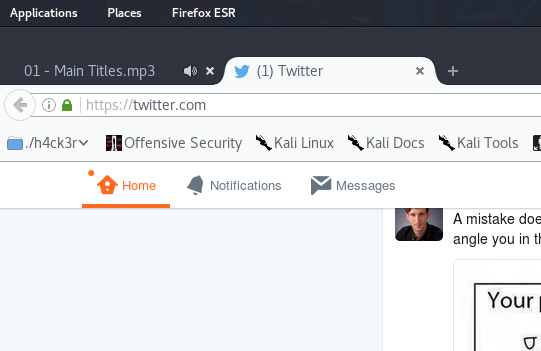 Applications Places Firefox ESR
01 - Main Titles.mp3 (1) Twitter
https://twitter.com
./h4ck3r Offensive Security Kali Linux Kali Docs Kali Tools
Home Notifications Messages
A mistake doe
angle you in th
Your p